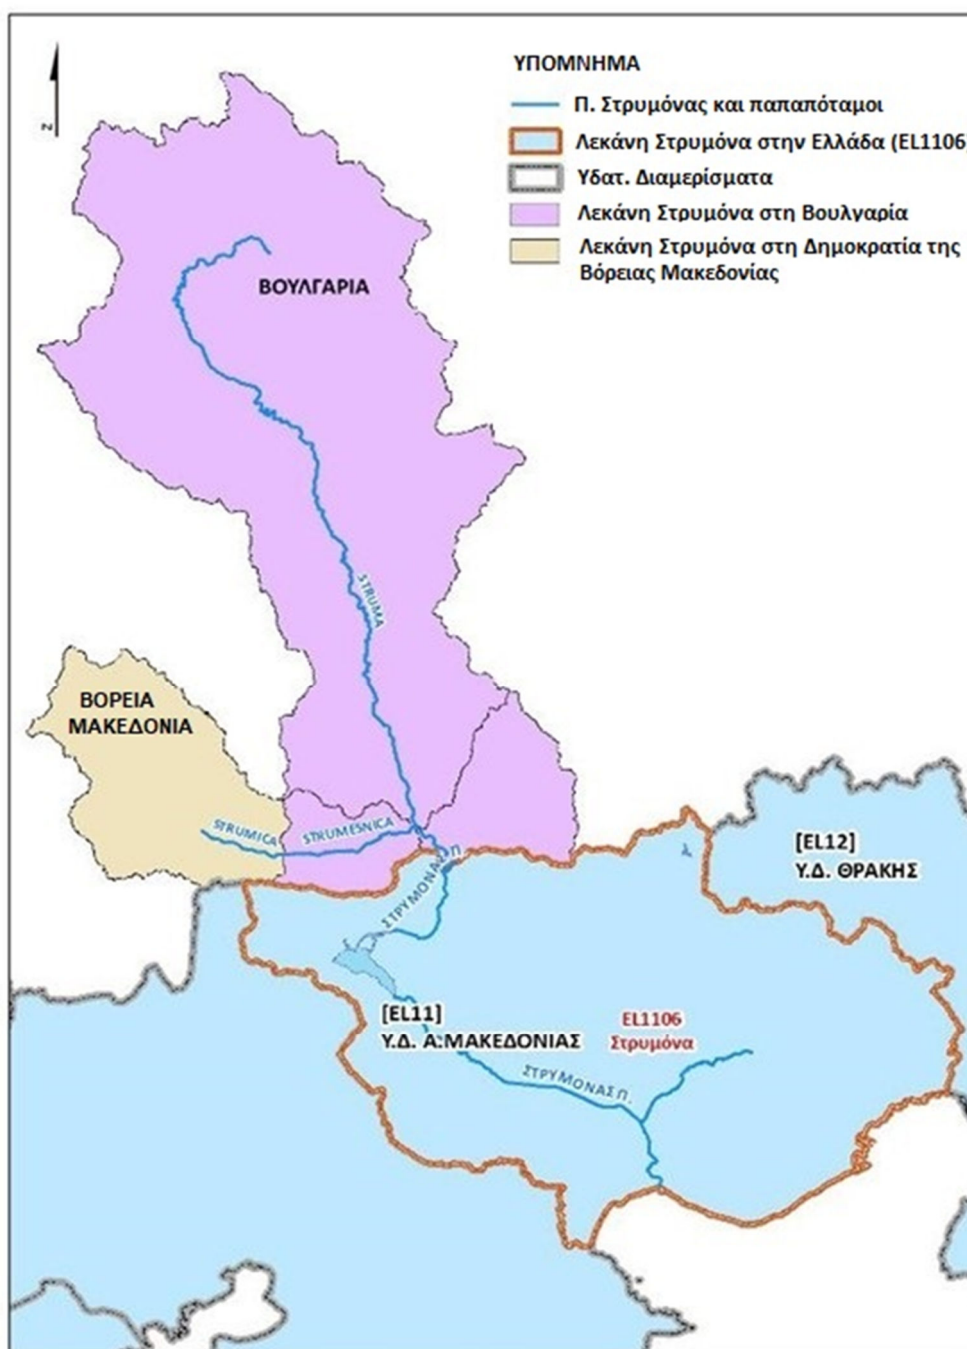 ΥΠΟΜΝΗΜΑ
Π. Στρυμόνας και παπαπόταμοι
Λεκάνη Στρυμόνα στην Ελλάδα (EL1106
Υδατ. Διαμερίσματα
Λεκάνη Στρυμόνα στη Βουλγαρία
Λεκάνη Στρυμόνα στη Δημοκρατία της
Βόρειας Μακεδονίας
N
ΒΟΥΛΓΑΡΙΑ
STRUMA
ΒΟΡΕΙΑ
ΜΑΚΕΔΟΝΙΑ
STRUMICA
STRUMESNICA
ΣΤΡΥΜΟΝΑΣ Π
[EL12]
Υ.Δ. ΘΡΑΚΗΣ
[EL11]
Υ.Δ. Α.ΜΑΚΕΔΟΝΙΑΣ
EL1106
Στρυμόνα
ΣΤΡΥΜΟΝΑΣ Π.